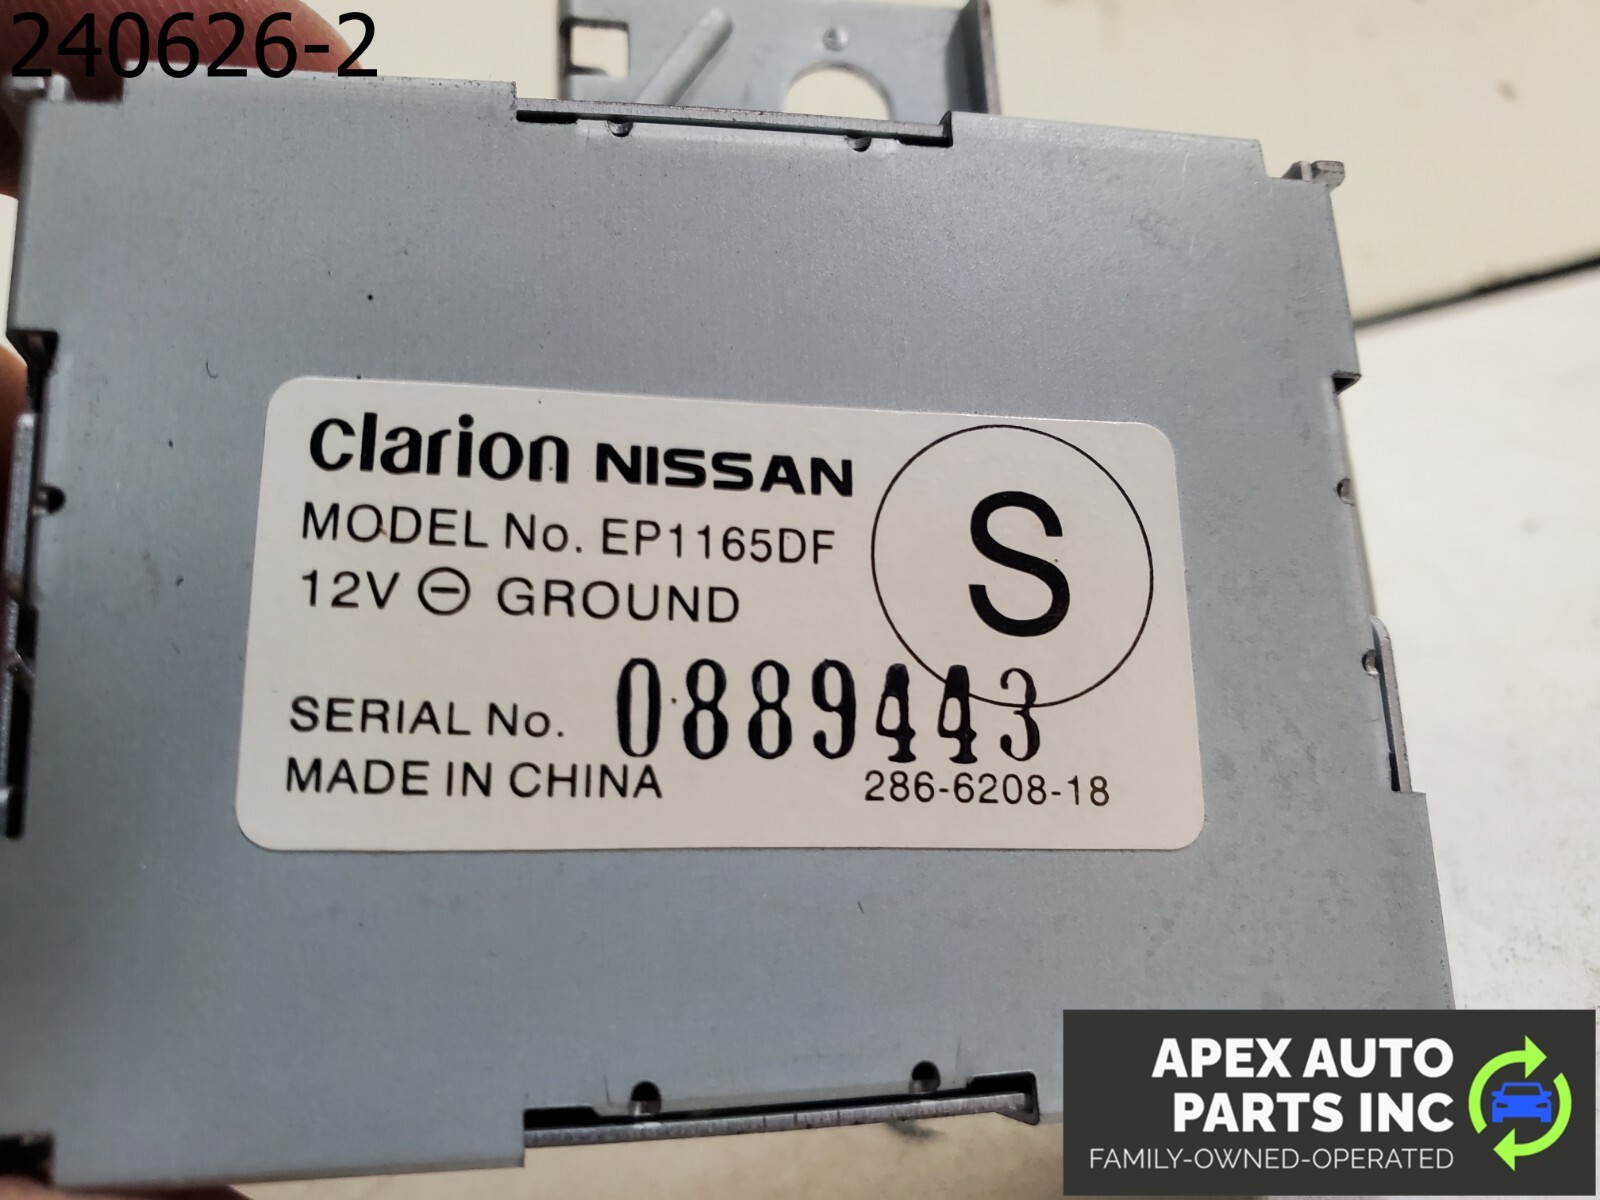 240626-2
clarion NISSAN
MODEL No. EP1165DF
12V ⊖ GROUND
S
SERIAL No. 0889443
MADE IN CHINA 286-6208-18
APEX AUTO
PARTS INC
FAMILY-OWNED-OPERATED